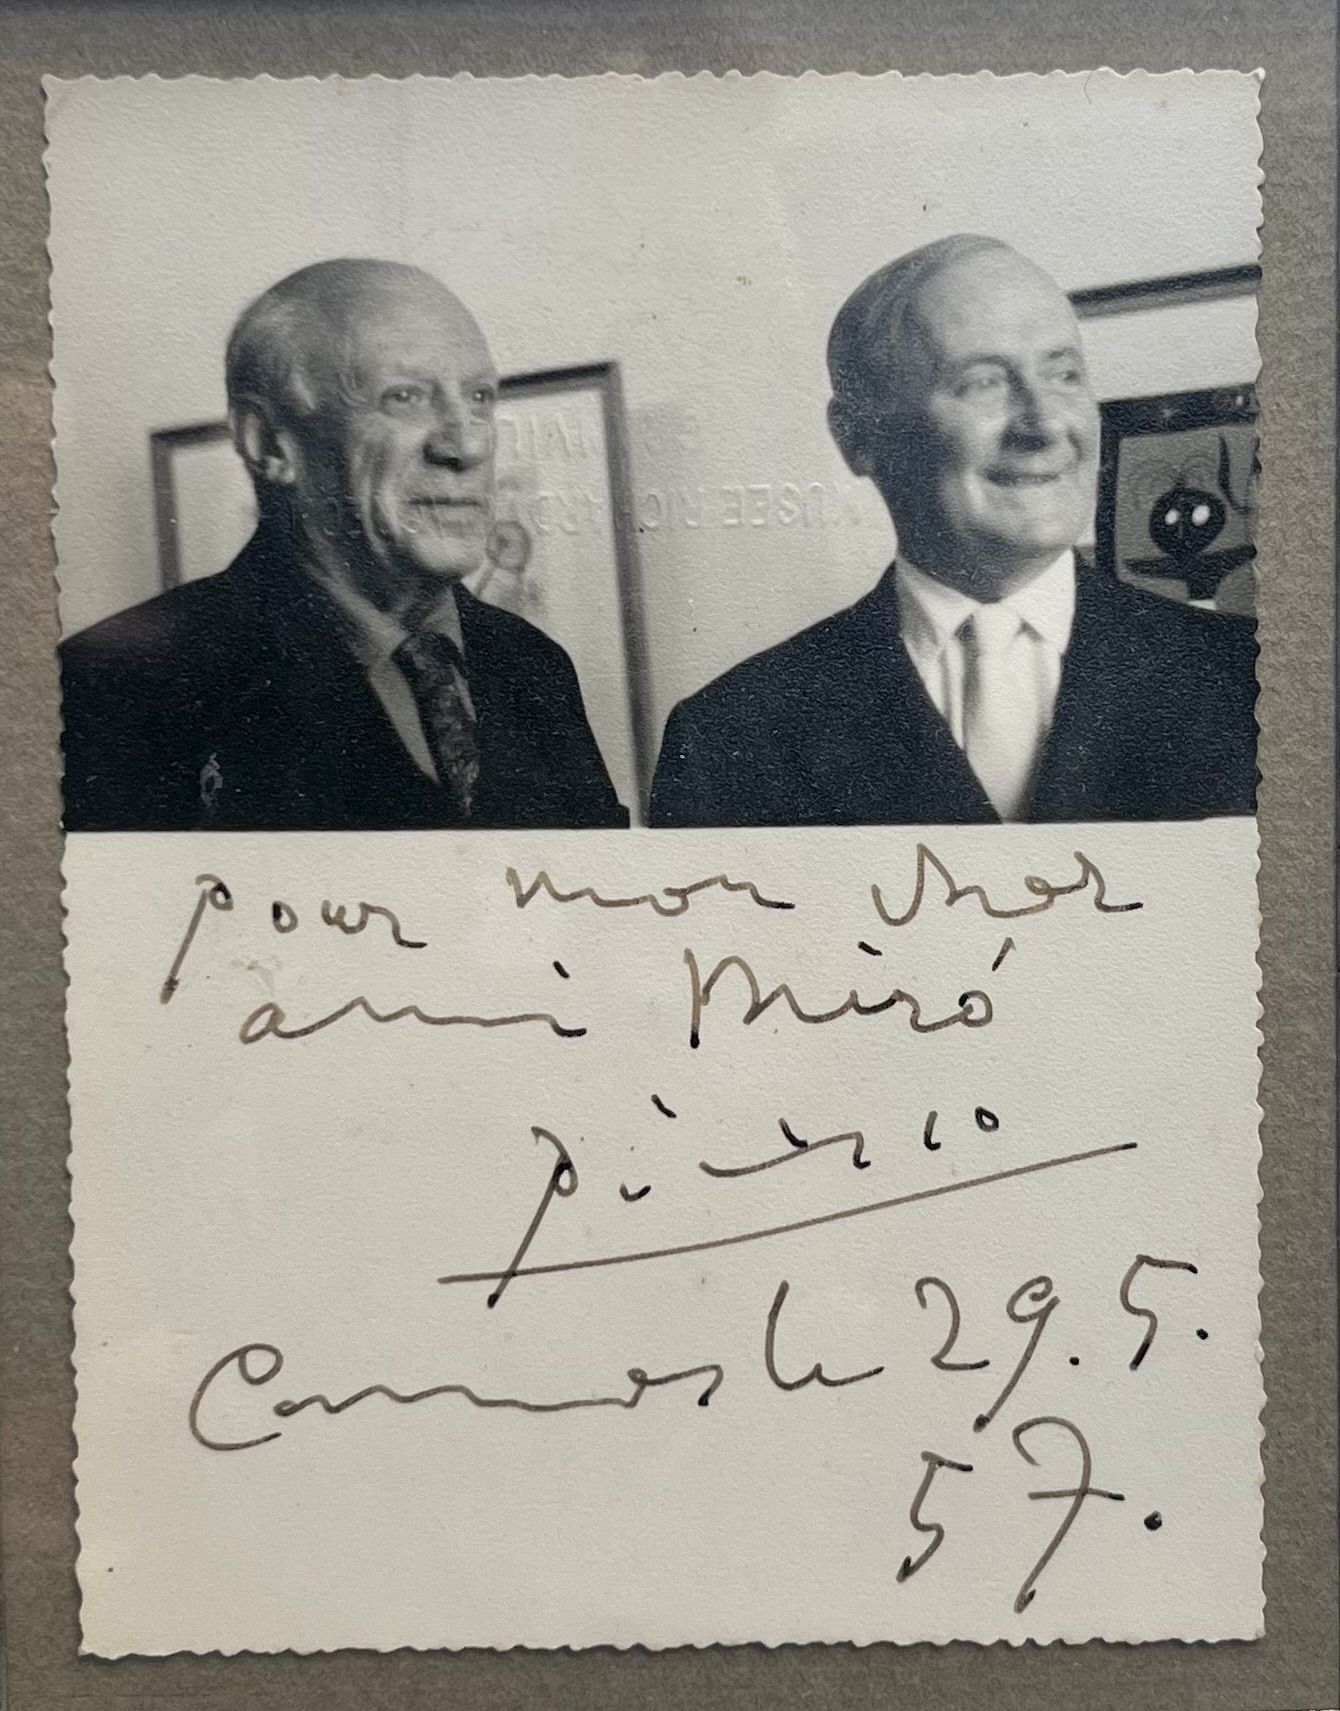 pour mon cher
ami Miró
Picasso
Cannes le 29.5.
57.